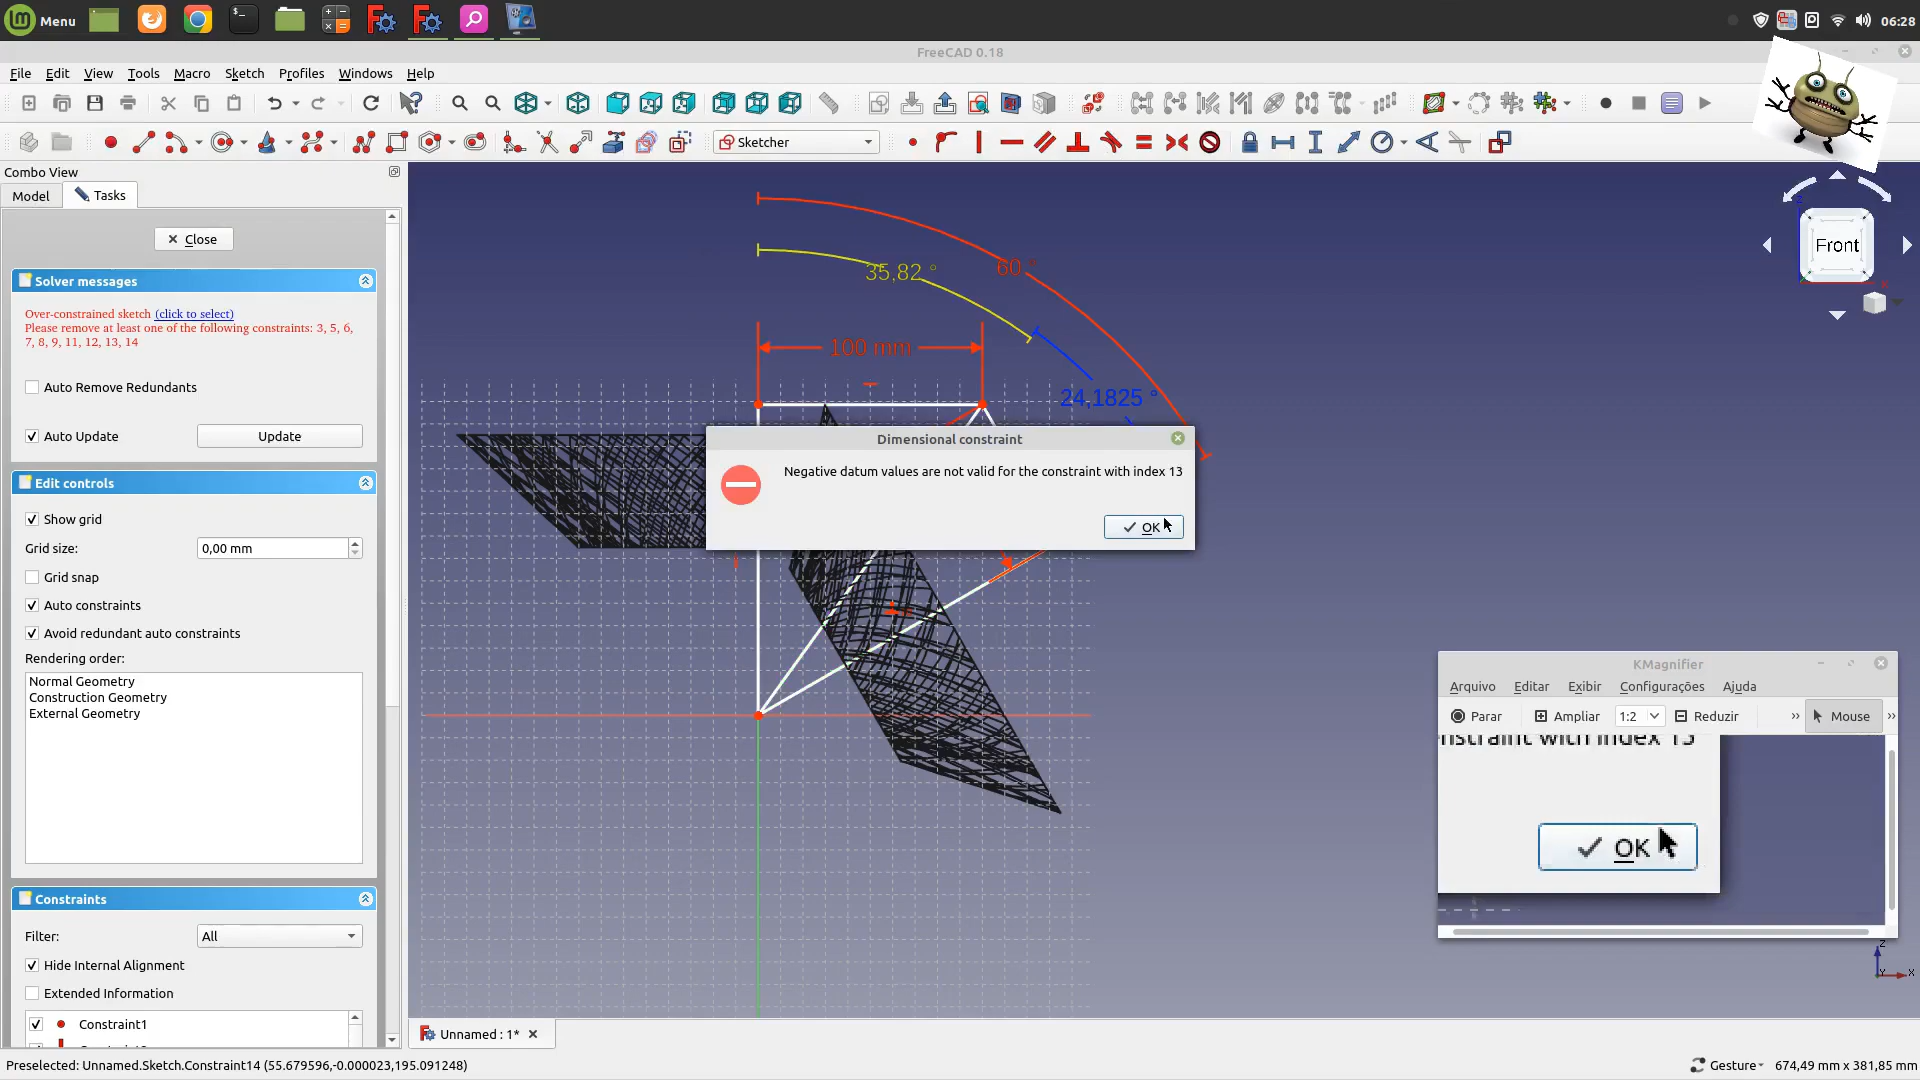 Menu
06:28
FreeCAD 0.18
File Edit View Tools Macro Sketch Profiles Windows Help
Sketcher
Combo View
Model Tasks
Close
Solver messages
Over-constrained sketch (click to select)
Please remove at least one of the following constraints: 3, 5, 6,
7, 8, 9, 11, 12, 13, 14
Auto Remove Redundants
Auto Update
Update
Edit controls
Show grid
Grid size:
0,00 mm
Grid snap
Auto constraints
Avoid redundant auto constraints
Rendering order:
Normal Geometry
Construction Geometry
External Geometry
Constraints
Filter:
All
Hide Internal Alignment
Extended Information
Constraint1
35,82 °
60 °
100 mm
24,1825 °
Front
Dimensional constraint
Negative datum values are not valid for the constraint with index 13
OK
KMagnifier
Arquivo Editar Exibir Configurações Ajuda
Parar Ampliar 1:2 Reduzir Mouse
nstraint with index 13
OK
Z
X
Unnamed : 1*
Preselected: Unnamed.Sketch.Constraint14 (55.679596,-0.000023,195.091248)
Gesture
674,49 mm x 381,85 mm